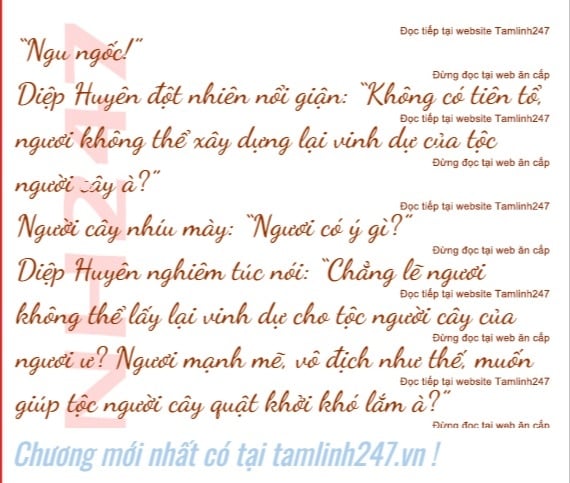 Đọc tiếp tại website Tamlinh247
"Ngu ngốc!"
Đừng đọc tại web ăn cắp
Diệp Huyên đột nhiên nổi giận: "Không có tiên tổ,
Đọc tiếp tại website Tamlinh247
ngươi không thể xây dựng lại vinh dự của tộc
Đừng đọc tại web ăn cắp
người cây à?"
Đọc tiếp tại website Tamlinh247
Người cây nhíu mày: "Ngươi có ý gì?"
Đừng đọc tại web ăn cắp
Diệp Huyên nghiêm túc nói: "Chẳng lẽ ngươi
Đọc tiếp tại website Tamlinh247
không thể lấy lại vinh dự cho tộc người cây của
Đừng đọc tại web ăn cắp
ngươi ư? Ngươi mạnh mẽ, vô địch như thế, muốn
Đọc tiếp tại website Tamlinh247
giúp tộc người cây quật khởi khó lắm à?"
Đừng đọc tại web ăn cắp
Chương mới nhất có tại tamlinh247.vn !
NH247